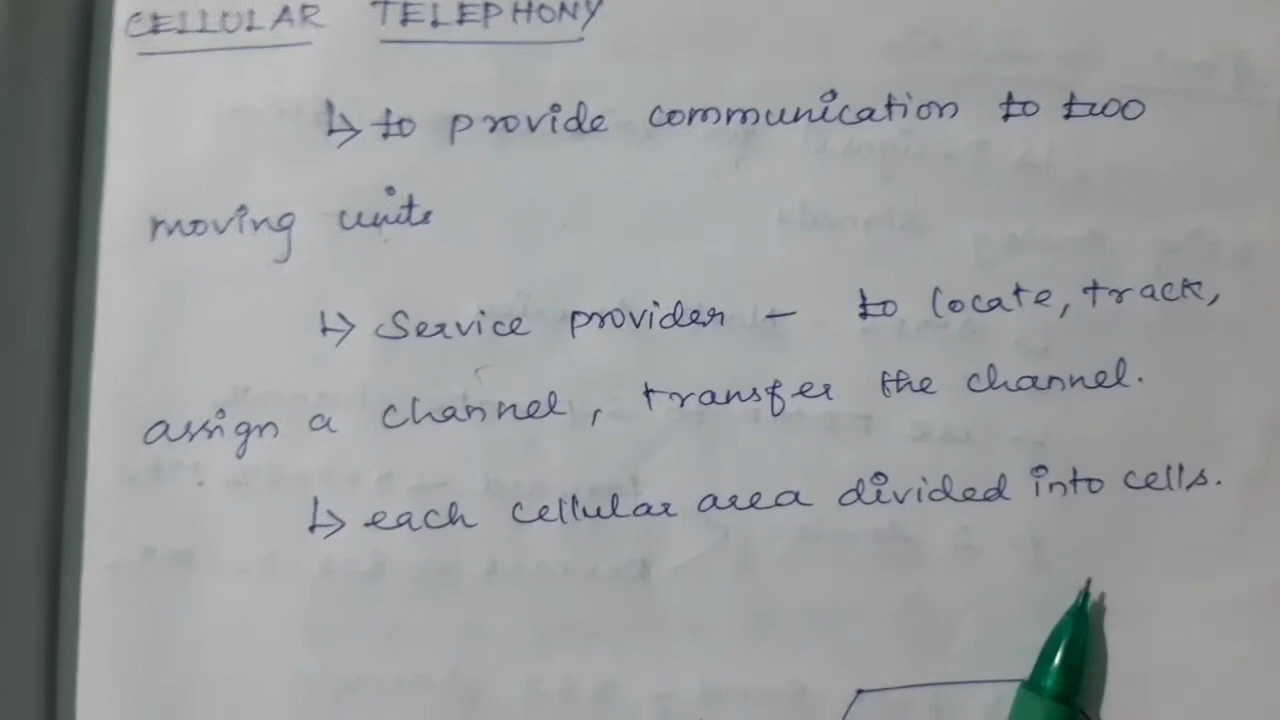 CELLULAR TELEPHONY
↳ to provide communication to two
moving units
↳ Service provider - to locate, track,
assign a channel, transfer the channel.
↳ each cellular area divided into cells.